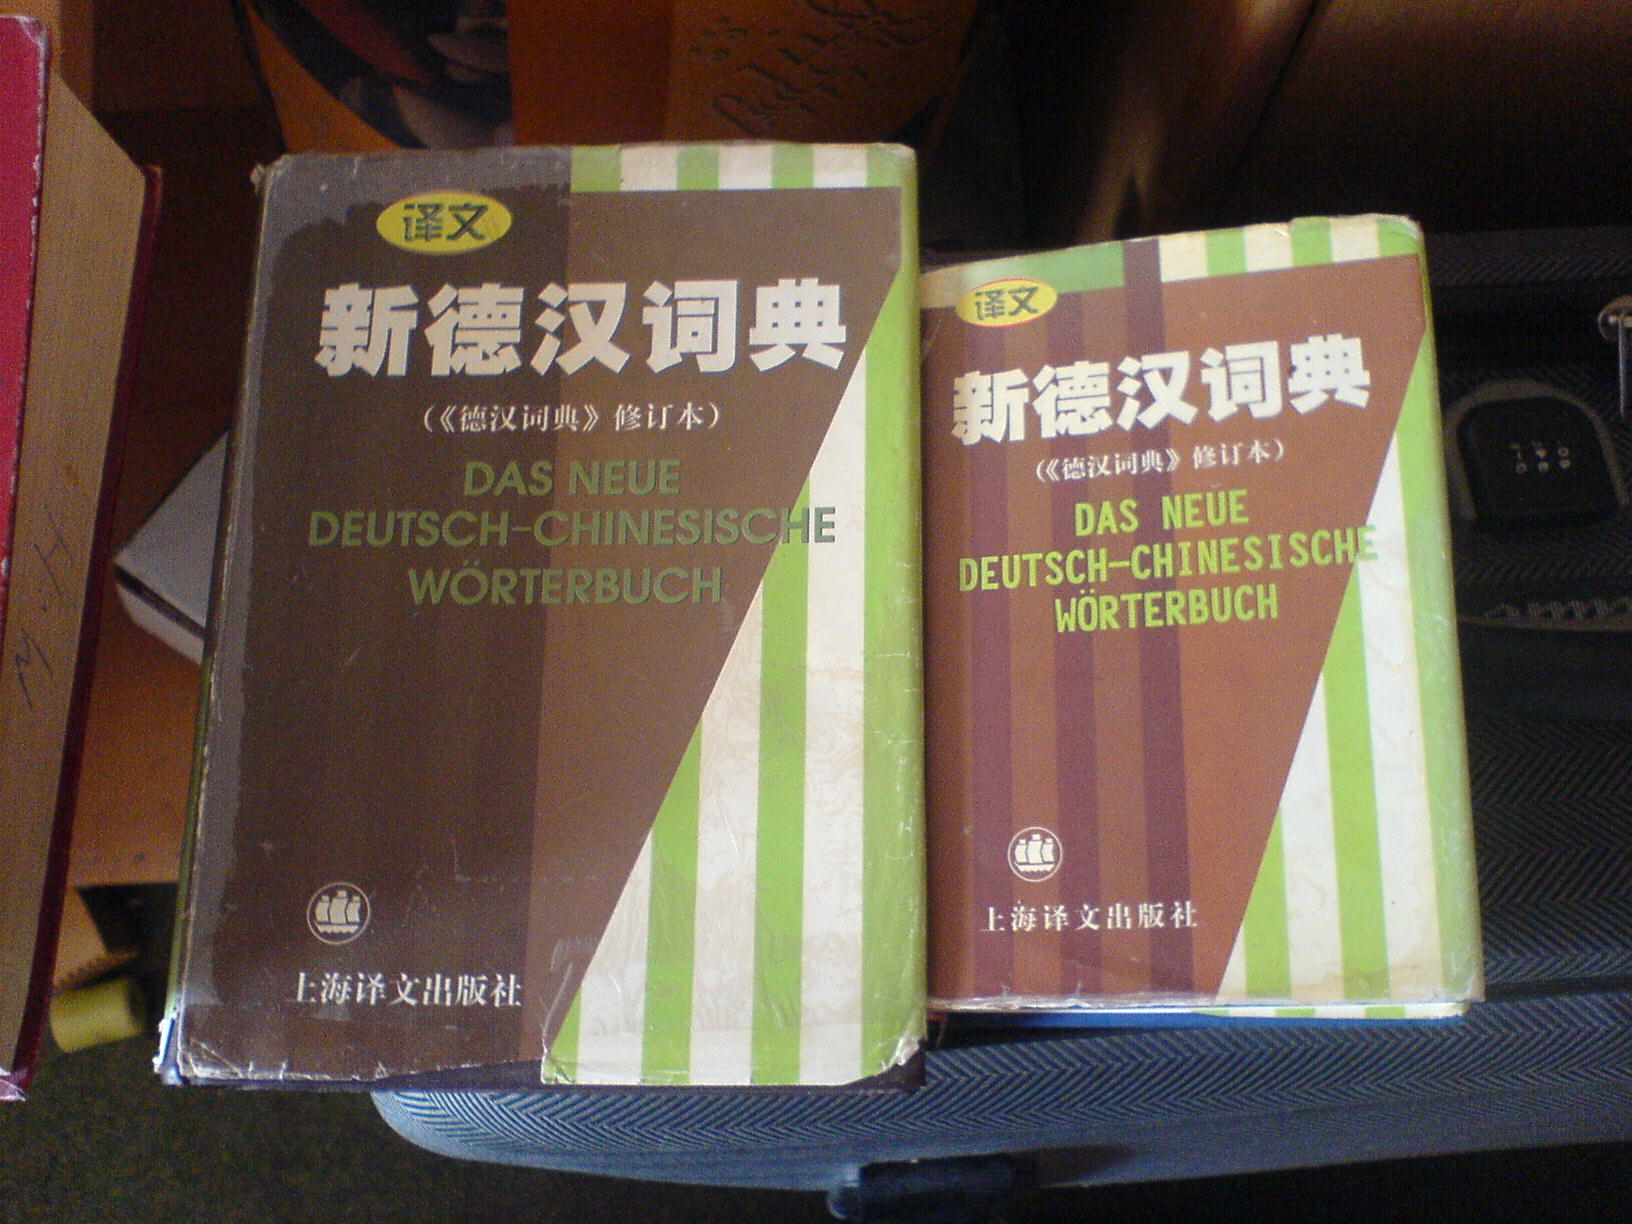 译文
新德汉词典
（《德汉词典》修订本）
DAS NEUE
DEUTSCH-CHINESISCHE
WÖRTERBUCH
上海译文出版社
译文
新德汉词典
（《德汉词典》修订本）
DAS NEUE
DEUTSCH-CHINESISCHE
WÖRTERBUCH
上海译文出版社